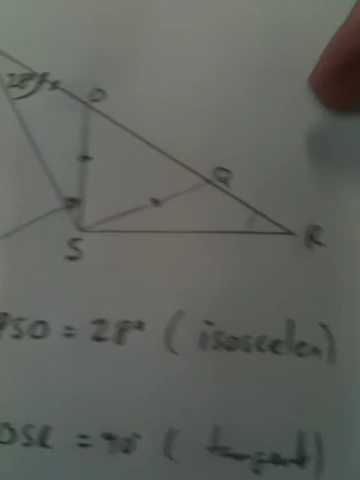 28°
O
Q
R
S
PSO = 28° ( isosceles)
OSR = 90° ( tangent)